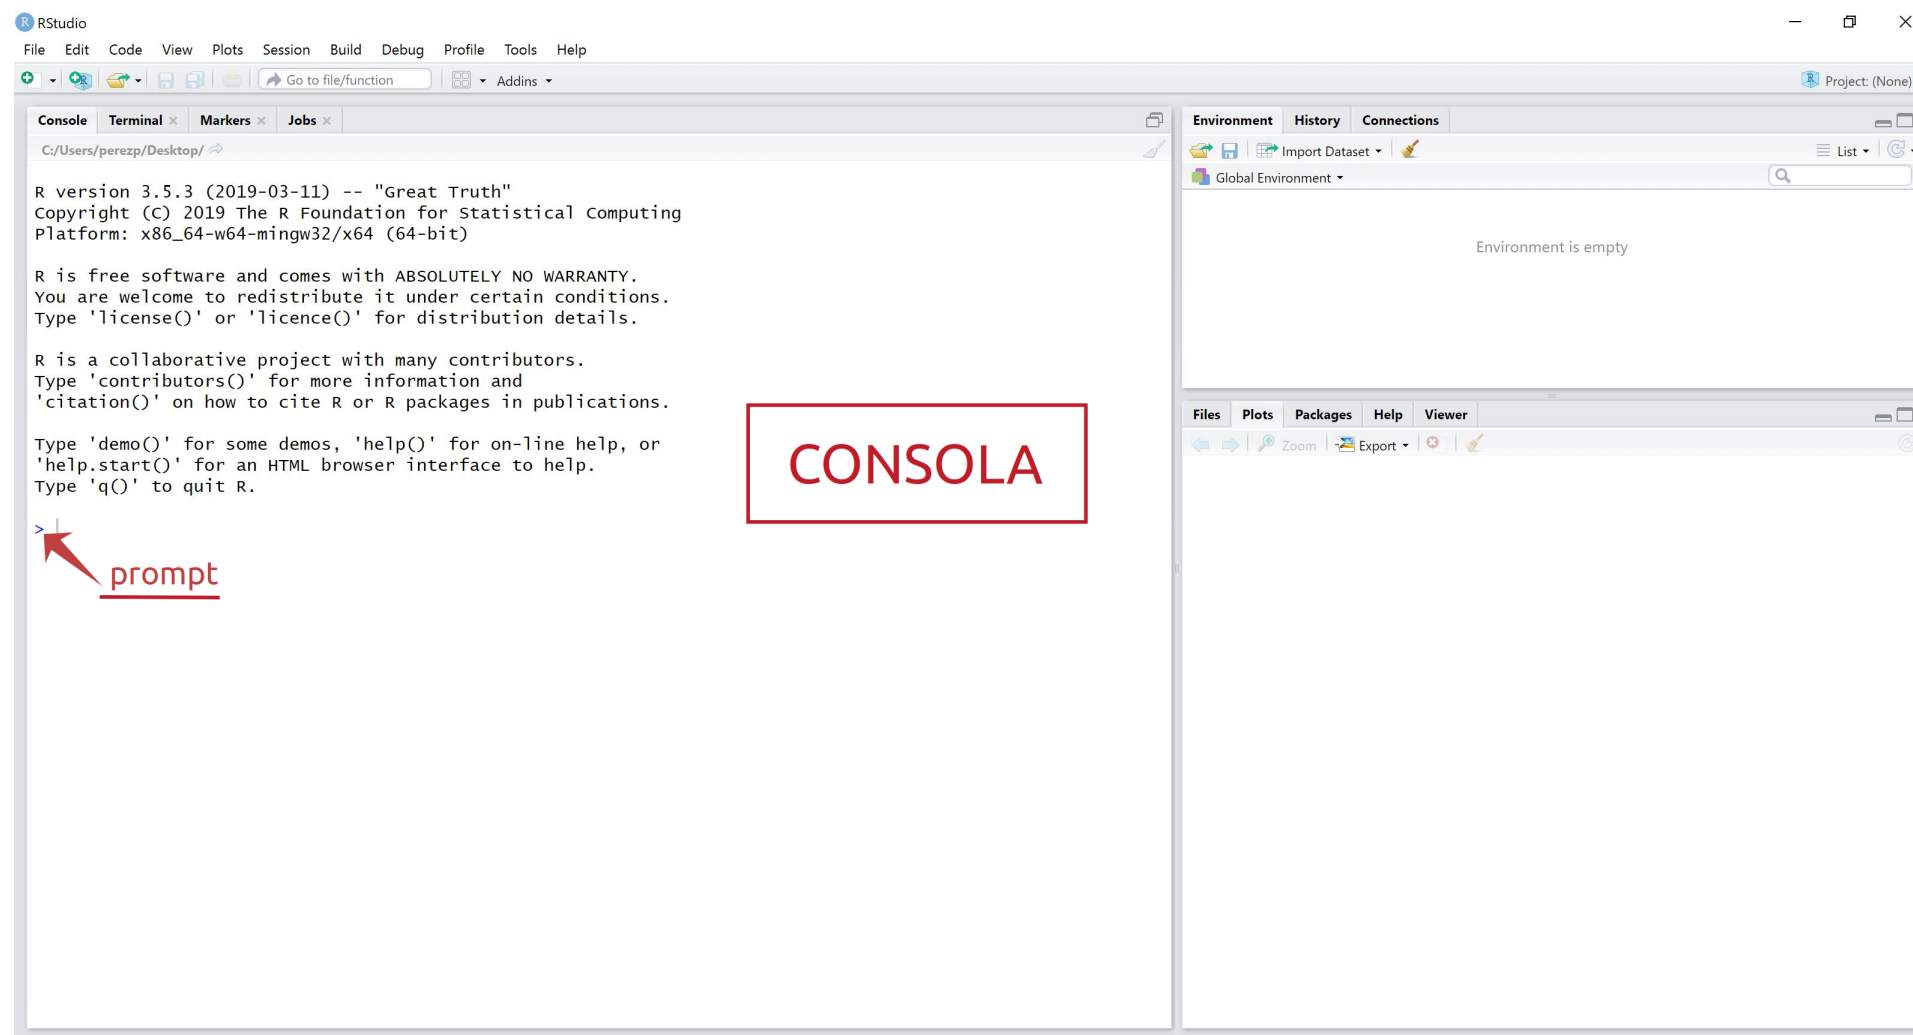 RStudio
File Edit Code View Plots Session Build Debug Profile Tools Help
Go to file/function Addins Project: (None)
Console Terminal Markers Jobs
C:/Users/perezp/Desktop/
R version 3.5.3 (2019-03-11) -- "Great Truth"
Copyright (C) 2019 The R Foundation for Statistical Computing
Platform: x86_64-w64-mingw32/x64 (64-bit)
R is free software and comes with ABSOLUTELY NO WARRANTY.
You are welcome to redistribute it under certain conditions.
Type 'license()' or 'licence()' for distribution details.
R is a collaborative project with many contributors.
Type 'contributors()' for more information and
'citation()' on how to cite R or R packages in publications.
Type 'demo()' for some demos, 'help()' for on-line help, or
'help.start()' for an HTML browser interface to help.
Type 'q()' to quit R.
>
prompt
CONSOLA
Environment History Connections
Import Dataset List
Global Environment
Environment is empty
Files Plots Packages Help Viewer
Zoom Export